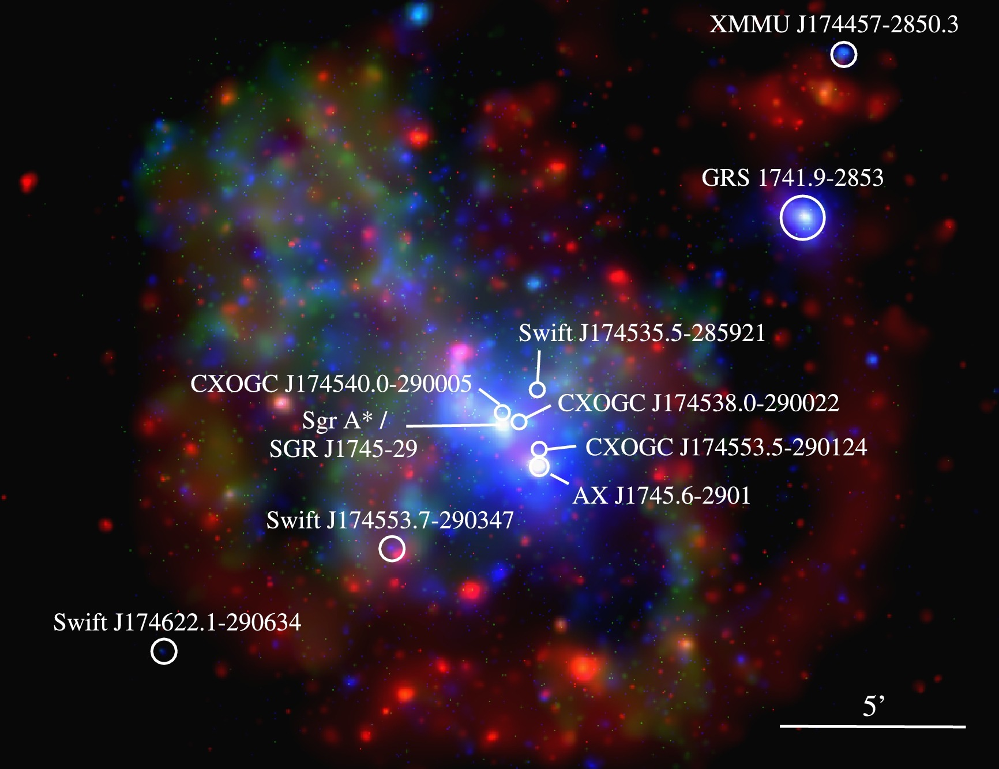 XMMU J174457-2850.3
GRS 1741.9-2853
Swift J174535.5-285921
CXOGC J174540.0-290005
CXOGC J174538.0-290022
Sgr A* /
SGR J1745-29
CXOGC J174553.5-290124
AX J1745.6-2901
Swift J174553.7-290347
Swift J174622.1-290634
5’